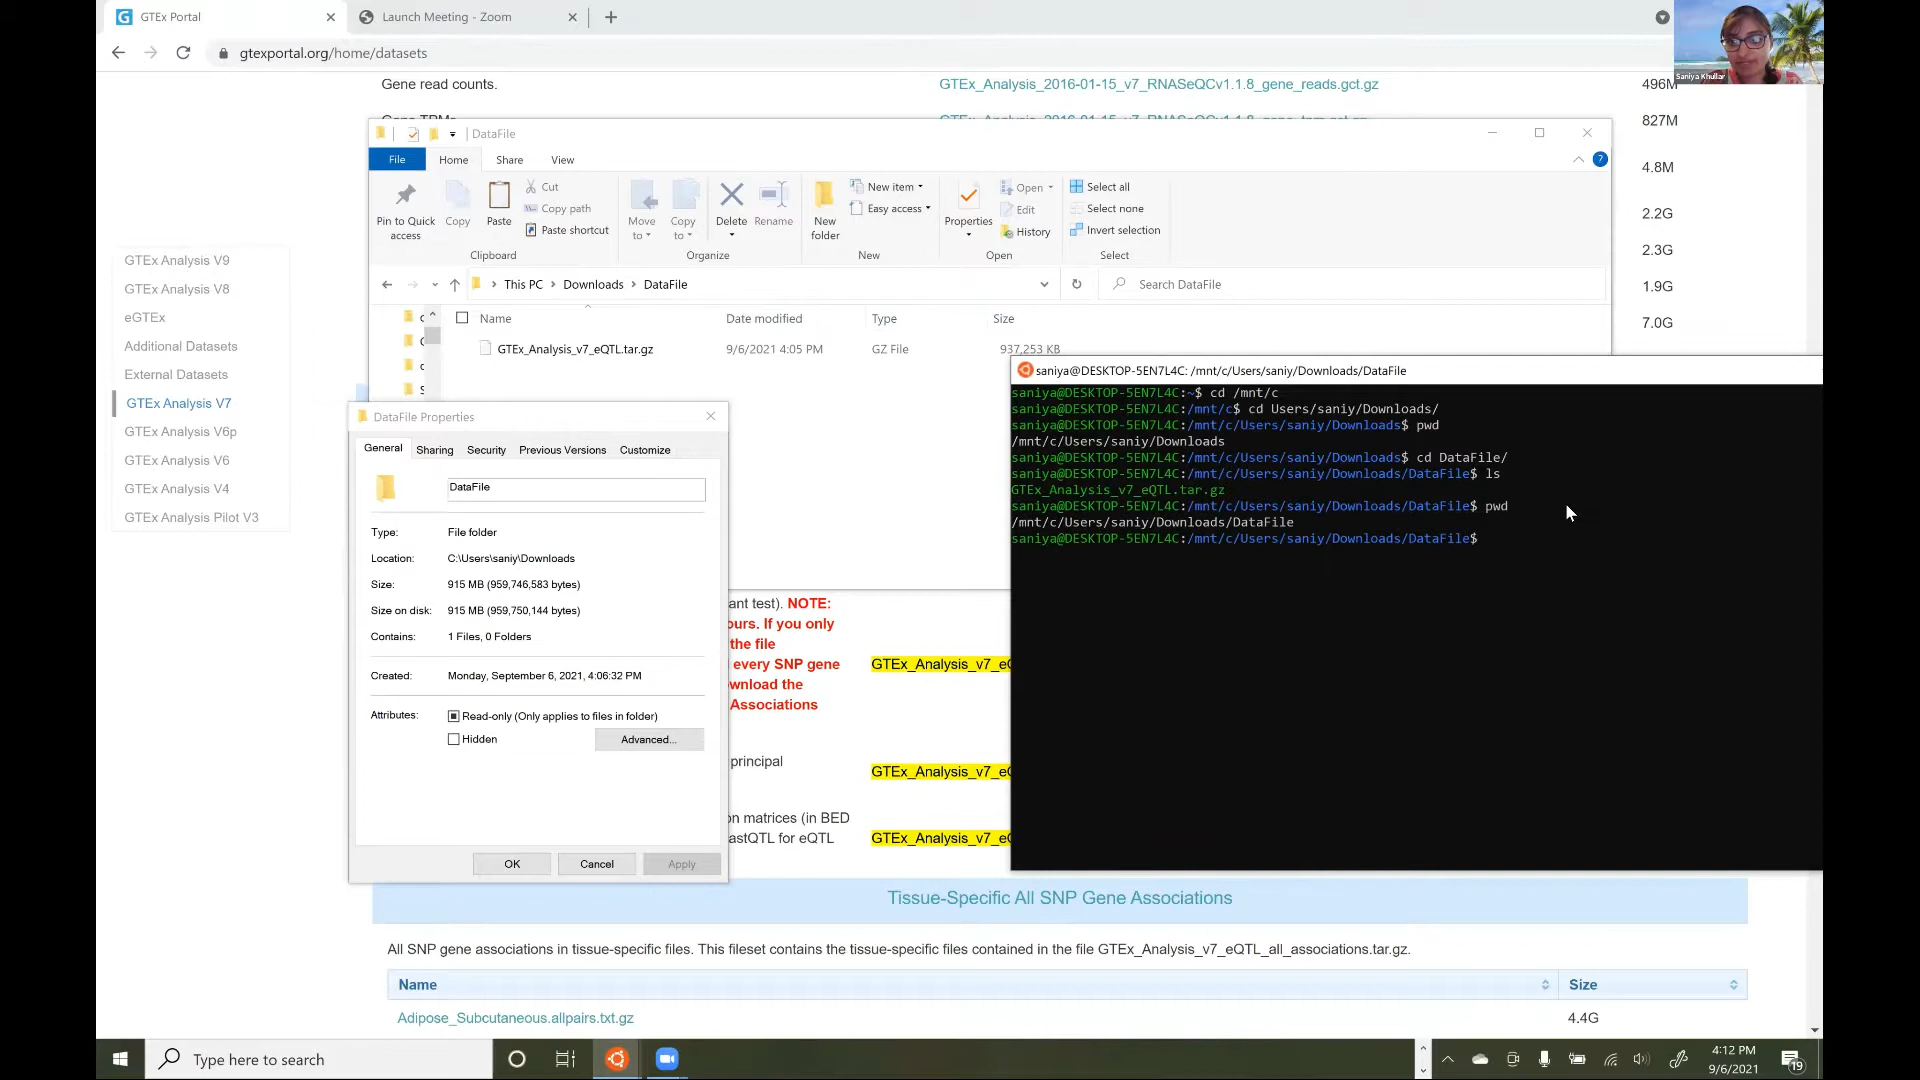 GTEx Portal
Launch Meeting - Zoom
gtexportal.org/home/datasets
Saniya Khullar
Gene read counts.
GTEx_Analysis_2016-01-15_v7_RNASeQCv1.1.8_gene_reads.gct.gz
496M
827M
4.8M
2.2G
2.3G
1.9G
7.0G
GTEx Analysis V9
GTEx Analysis V8
eGTEx
Additional Datasets
External Datasets
GTEx Analysis V7
GTEx Analysis V6p
GTEx Analysis V6
GTEx Analysis V4
GTEx Analysis Pilot V3
DataFile
File
Home
Share
View
Pin to Quick access
Copy
Paste
Cut
Copy path
Paste shortcut
Clipboard
Move to
Copy to
Delete
Rename
Organize
New folder
New item
Easy access
New
Properties
Open
Edit
History
Open
Select all
Select none
Invert selection
Select
This PC > Downloads > DataFile
Search DataFile
Name
Date modified
Type
Size
GTEx_Analysis_v7_eQTL.tar.gz
9/6/2021 4:05 PM
GZ File
937,253 KB
DataFile Properties
General
Sharing
Security
Previous Versions
Customize
DataFile
Type: File folder
Location: C:\Users\saniy\Downloads
Size: 915 MB (959,746,583 bytes)
Size on disk: 915 MB (959,750,144 bytes)
Contains: 1 Files, 0 Folders
Created: Monday, September 6, 2021, 4:06:32 PM
Attributes: Read-only (Only applies to files in folder)
Hidden
Advanced...
OK
Cancel
Apply
saniya@DESKTOP-5EN7L4C: /mnt/c/Users/saniy/Downloads/DataFile
saniya@DESKTOP-5EN7L4C:~$ cd /mnt/c
saniya@DESKTOP-5EN7L4C:/mnt/c$ cd Users/saniy/Downloads/
saniya@DESKTOP-5EN7L4C:/mnt/c/Users/saniy/Downloads$ pwd
/mnt/c/Users/saniy/Downloads
saniya@DESKTOP-5EN7L4C:/mnt/c/Users/saniy/Downloads$ cd DataFile/
saniya@DESKTOP-5EN7L4C:/mnt/c/Users/saniy/Downloads/DataFile$ ls
GTEx_Analysis_v7_eQTL.tar.gz
saniya@DESKTOP-5EN7L4C:/mnt/c/Users/saniy/Downloads/DataFile$ pwd
/mnt/c/Users/saniy/Downloads/DataFile
saniya@DESKTOP-5EN7L4C:/mnt/c/Users/saniy/Downloads/DataFile$
ant test). NOTE:
ours. If you only
the file
every SNP gene
wnload the
Associations
GTEx_Analysis_v7_e
principal
GTEx_Analysis_v7_e
on matrices (in BED
astQTL for eQTL
GTEx_Analysis_v7_e
Tissue-Specific All SNP Gene Associations
All SNP gene associations in tissue-specific files. This fileset contains the tissue-specific files contained in the file GTEx_Analysis_v7_eQTL_all_associations.tar.gz.
Name
Size
Adipose_Subcutaneous.allpairs.txt.gz
4.4G
Type here to search
4:12 PM
9/6/2021
19